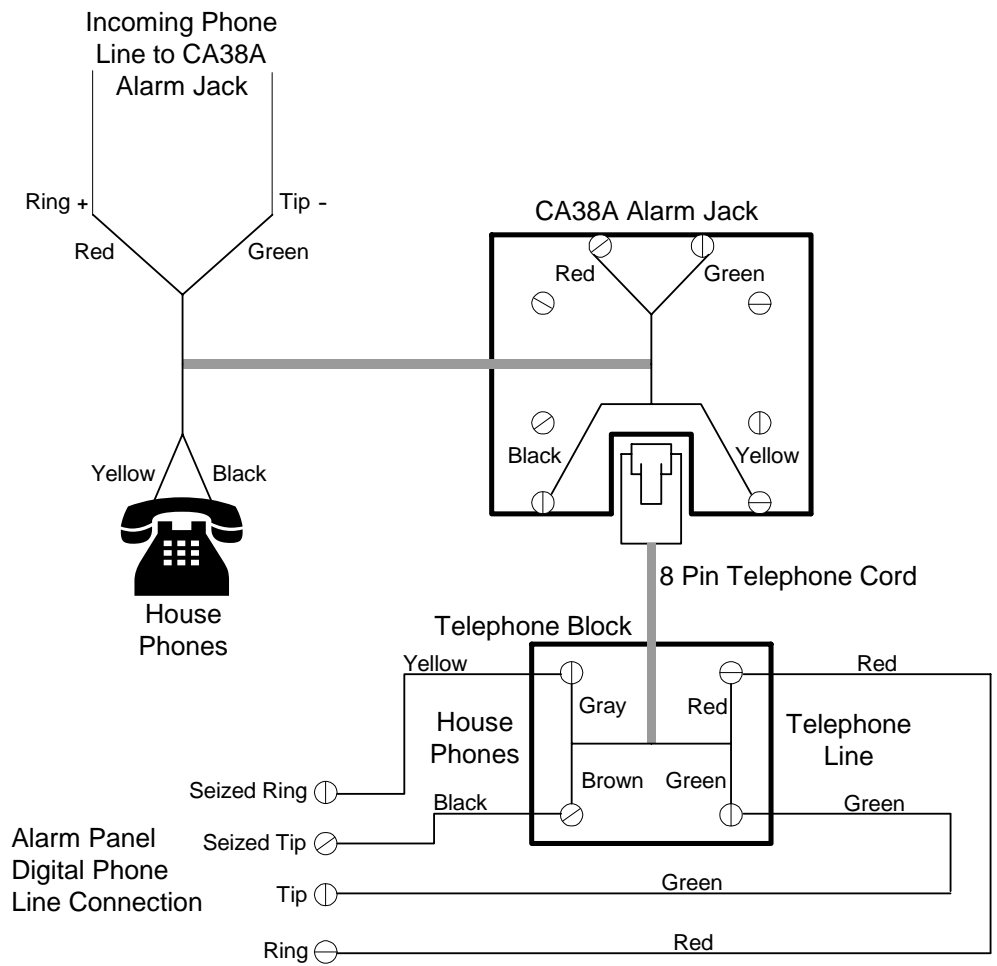 Incoming Phone
Line to CA38A
Alarm Jack
Ring +
Tip -
Red
Green
CA38A Alarm Jack
Red
Green
Black
Yellow
Yellow
Black
House
Phones
8 Pin Telephone Cord
Telephone Block
Yellow
Red
Gray
Red
House
Phones
Telephone
Line
Brown
Green
Seized Ring
Black
Green
Seized Tip
Alarm Panel
Digital Phone
Line Connection
Green
Tip
Red
Ring